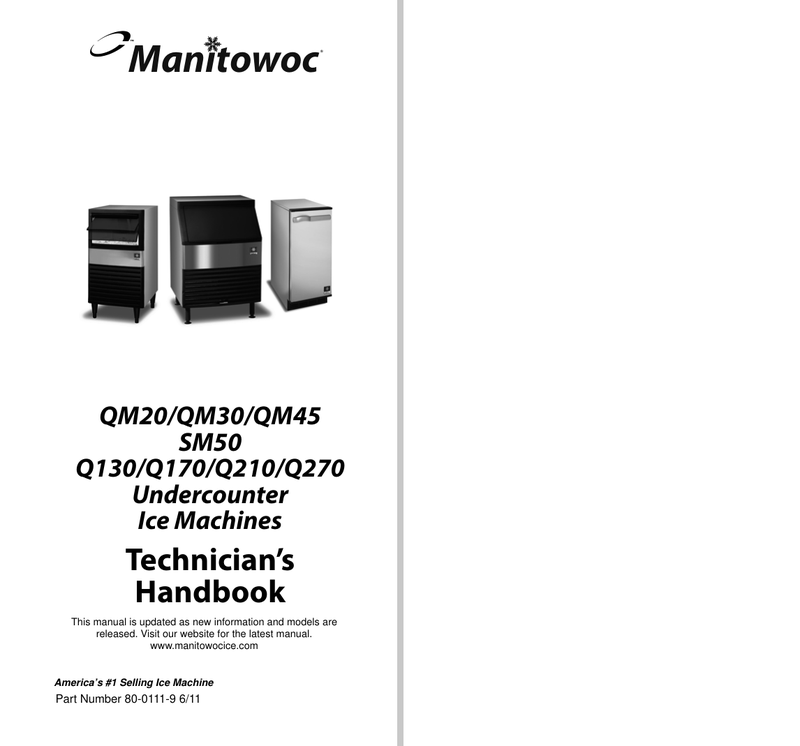 Manitowoc
QM20/QM30/QM45
SM50
Q130/Q170/Q210/Q270
Undercounter
Ice Machines
Technician's
Handbook
This manual is updated as new information and models are
released. Visit our website for the latest manual.
www.manitowocice.com
America's #1 Selling Ice Machine
Part Number 80-0111-9 6/11